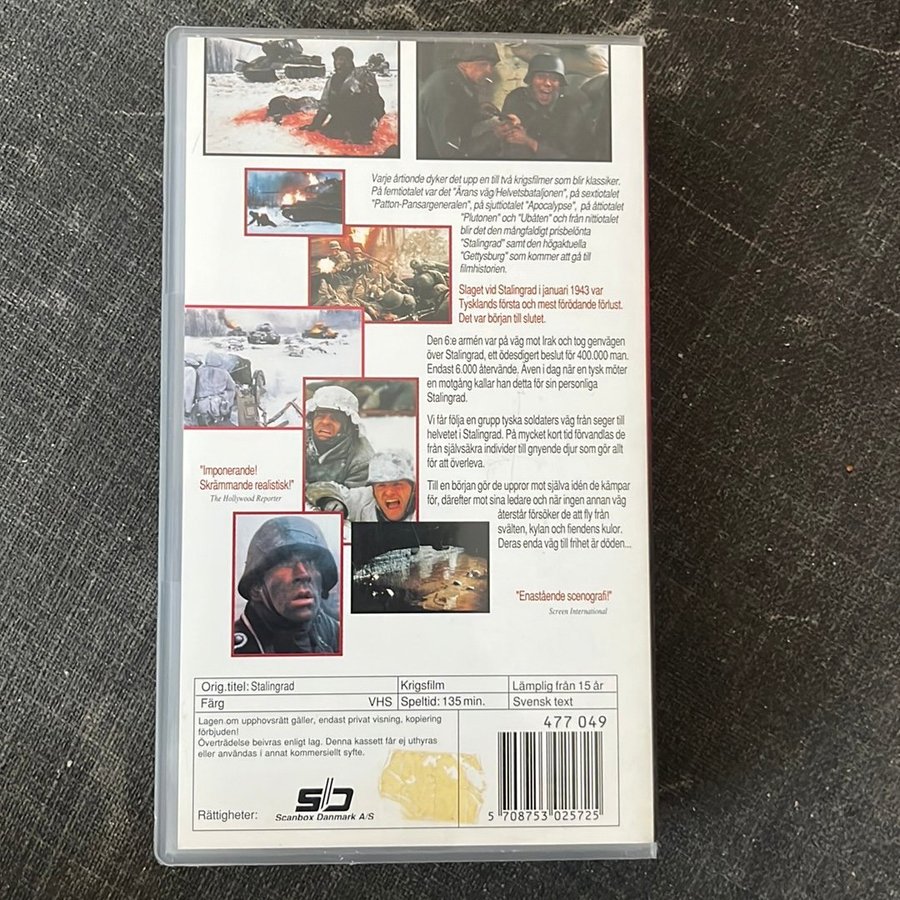 Varje årtionde dyker det upp en till två krigsfilmer som blir klassiker.
På femtiotalet var det "Ärans väg/Helvetsbataljonen", på sextiotalet
"Patton-Pansargeneralen", på sjuttiotalet "Apocalypse", på åttiotalet
"Plutonen" och "Ubåten" och från nittiotalet
blir det den mångfaldigt prisbelönta
"Stalingrad" samt den högaktuella
"Gettysburg" som kommer att gå till
filmhistorien.
Slaget vid Stalingrad i januari 1943 var
Tysklands första och mest förödande förlust.
Det var början till slutet.
Den 6:e armén var på väg mot Irak och tog genvägen
över Stalingrad, ett ödesdigert beslut för 400.000 man.
Endast 6.000 återvände. Även i dag när en tysk möter
en motgång kallar han detta för sin personliga
Stalingrad.
Vi får följa en grupp tyska soldaters väg från seger till
helvetet i Stalingrad. På mycket kort tid förvandlas de
från självsäkra individer till gnyende djur som gör allt
för att överleva.
"Imponerande!
Skrämmande realistisk!"
The Hollywood Reporter
Till en början gör de uppror mot själva idén de kämpar
för, därefter mot sina ledare och när ingen annan väg
återstår försöker de att fly från
svälten, kylan och fiendens kulor.
Deras enda väg till frihet är döden...
"Enastående scenografi!"
Screen International
Orig.titel: Stalingrad Krigsfilm Lämplig från 15 år
Färg VHS Speltid: 135 min. Svensk text
Lagen om upphovsrätt gäller, endast privat visning, kopiering
förbjuden!
Överträdelse beivras enligt lag. Denna kassett får ej uthyras
eller användas i annat kommersiellt syfte.
477 049
Rättigheter:
Scanbox Danmark A/S
5 708753 025725